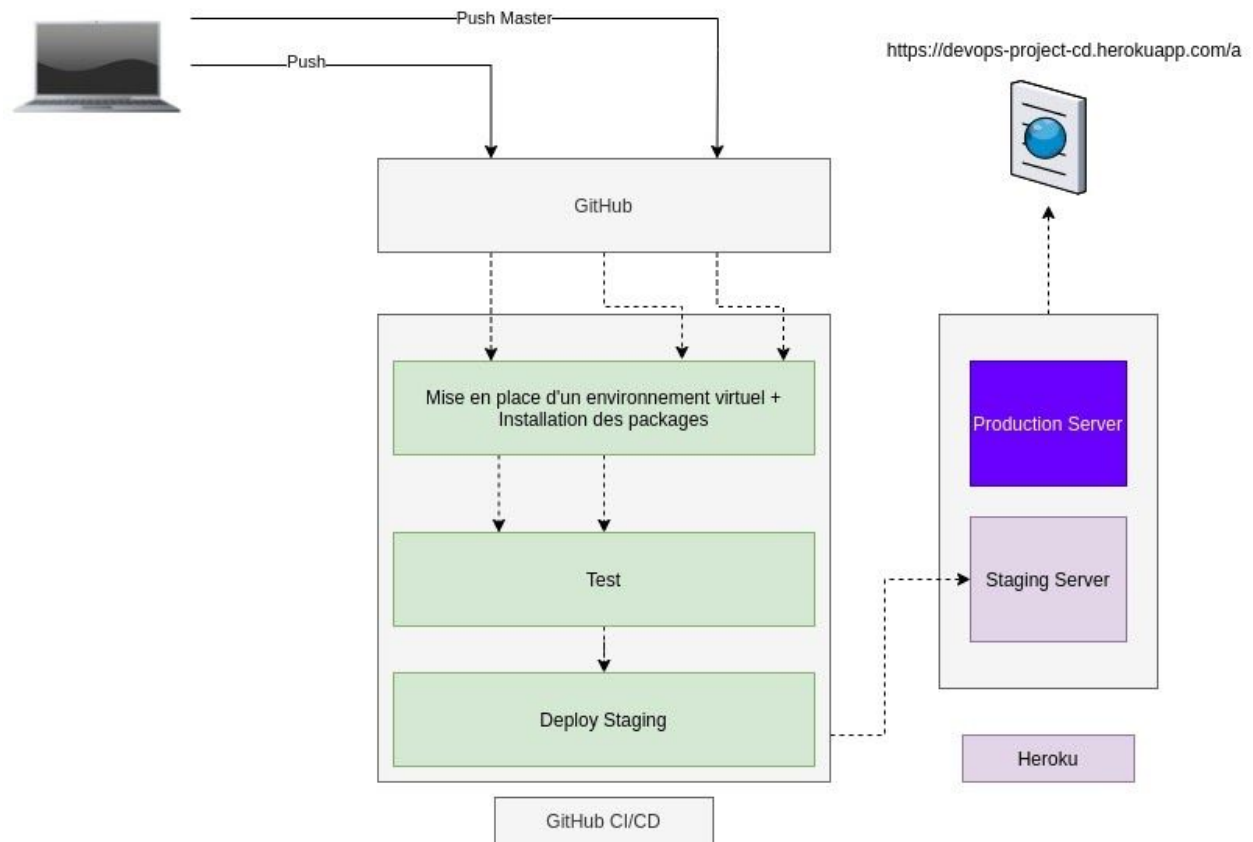 Push Master
Push
https://devops-project-cd.herokuapp.com/a
GitHub
Mise en place d'un environnement virtuel +
Installation des packages
Production Server
Test
Staging Server
Deploy Staging
Heroku
GitHub CI/CD